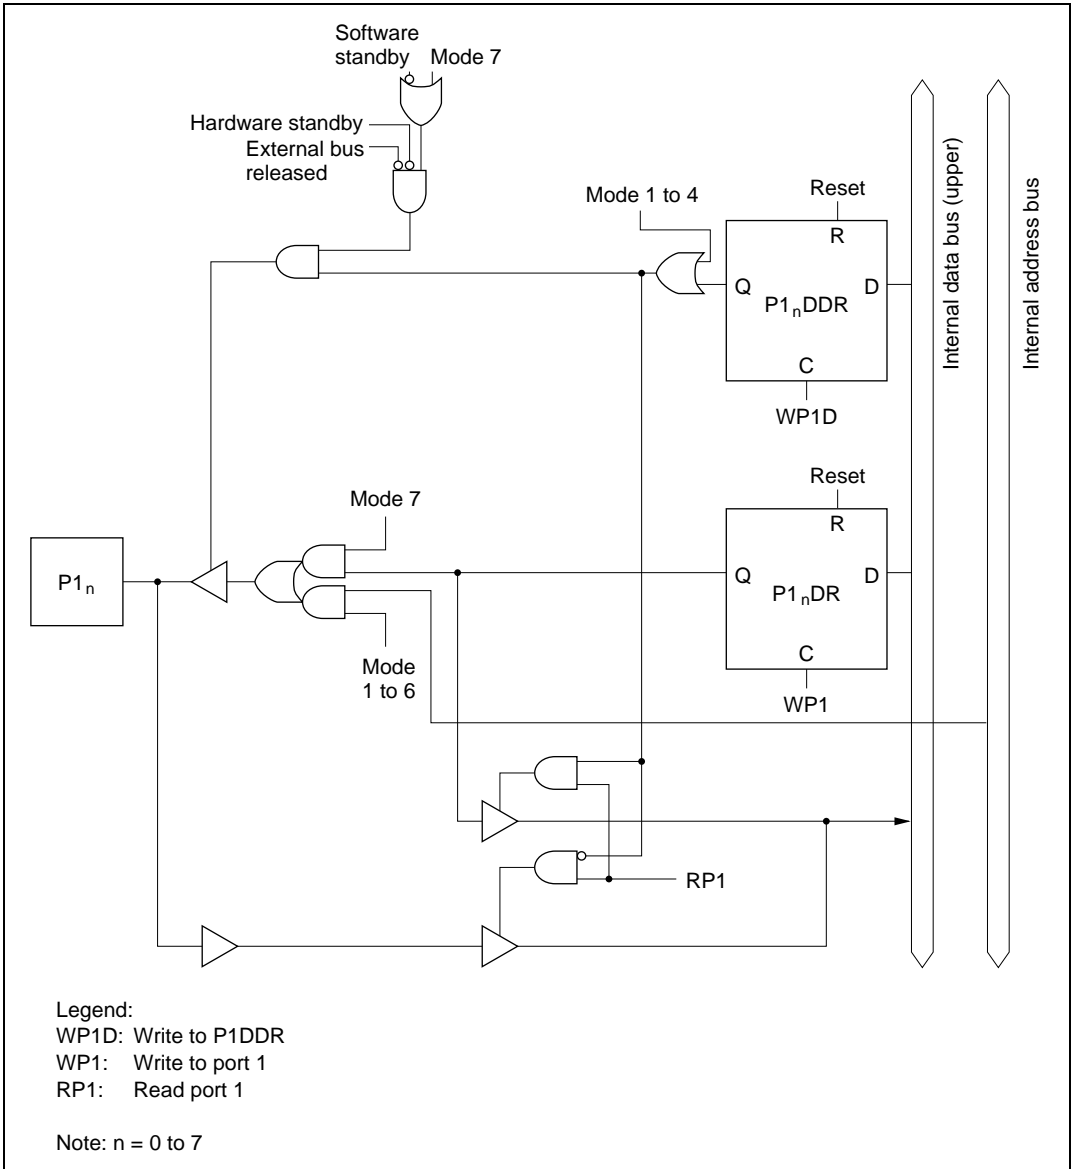 Software
standby Mode 7
Hardware standby
External bus
released
Mode 1 to 4
Reset
R
Q
D
P1nDDR
C
WP1D
Internal data bus (upper)
Internal address bus
Mode 7
Reset
R
P1n
Q
D
P1nDR
C
WP1
Mode
1 to 6
RP1
Legend:
WP1D: Write to P1DDR
WP1: Write to port 1
RP1: Read port 1
Note: n = 0 to 7